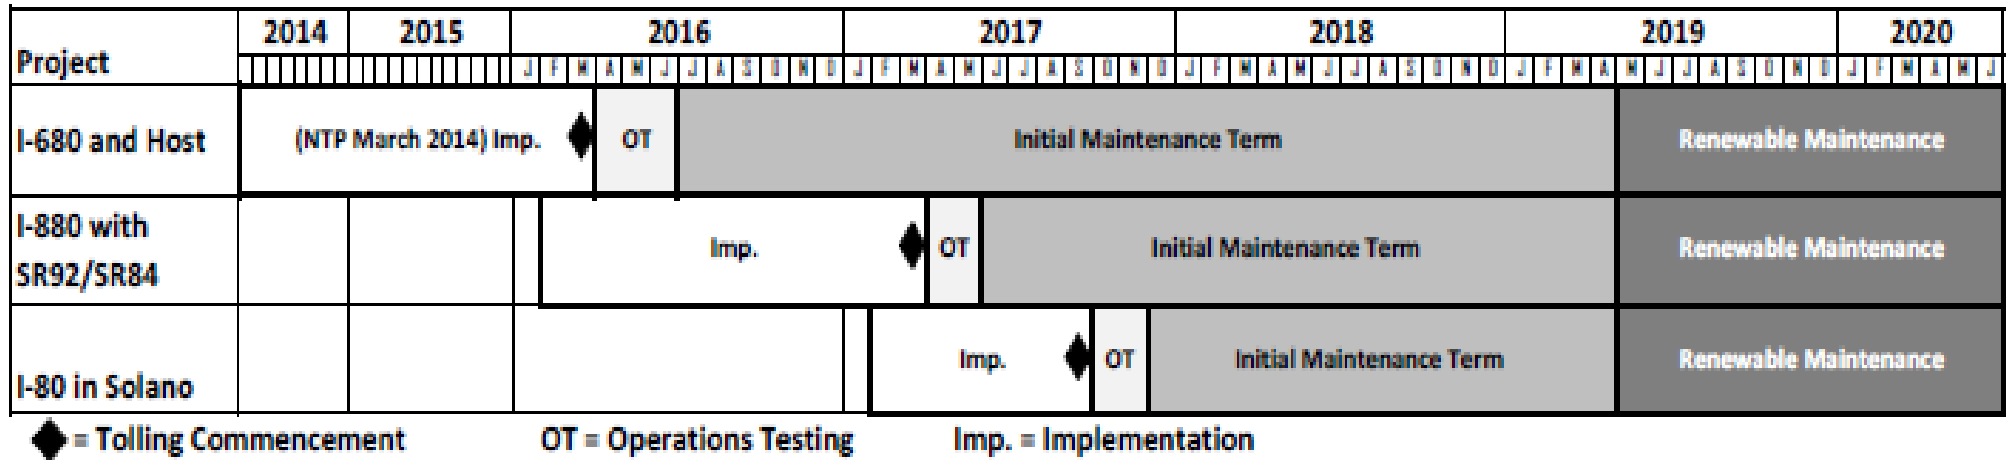 Project 2014 2015 2016 2017 2018 2019 2020
J F M A M J J A S O N D J F M A M J J A S O N D J F M A M J J A S O N D J F M A M J J A S O N D J F M A M J
I-680 and Host (NTP March 2014) Imp. OT Initial Maintenance Term Renewable Maintenance
I-880 with
SR92/SR84 Imp. OT Initial Maintenance Term Renewable Maintenance
I-80 in Solano Imp. OT Initial Maintenance Term Renewable Maintenance
= Tolling Commencement OT = Operations Testing Imp. = Implementation